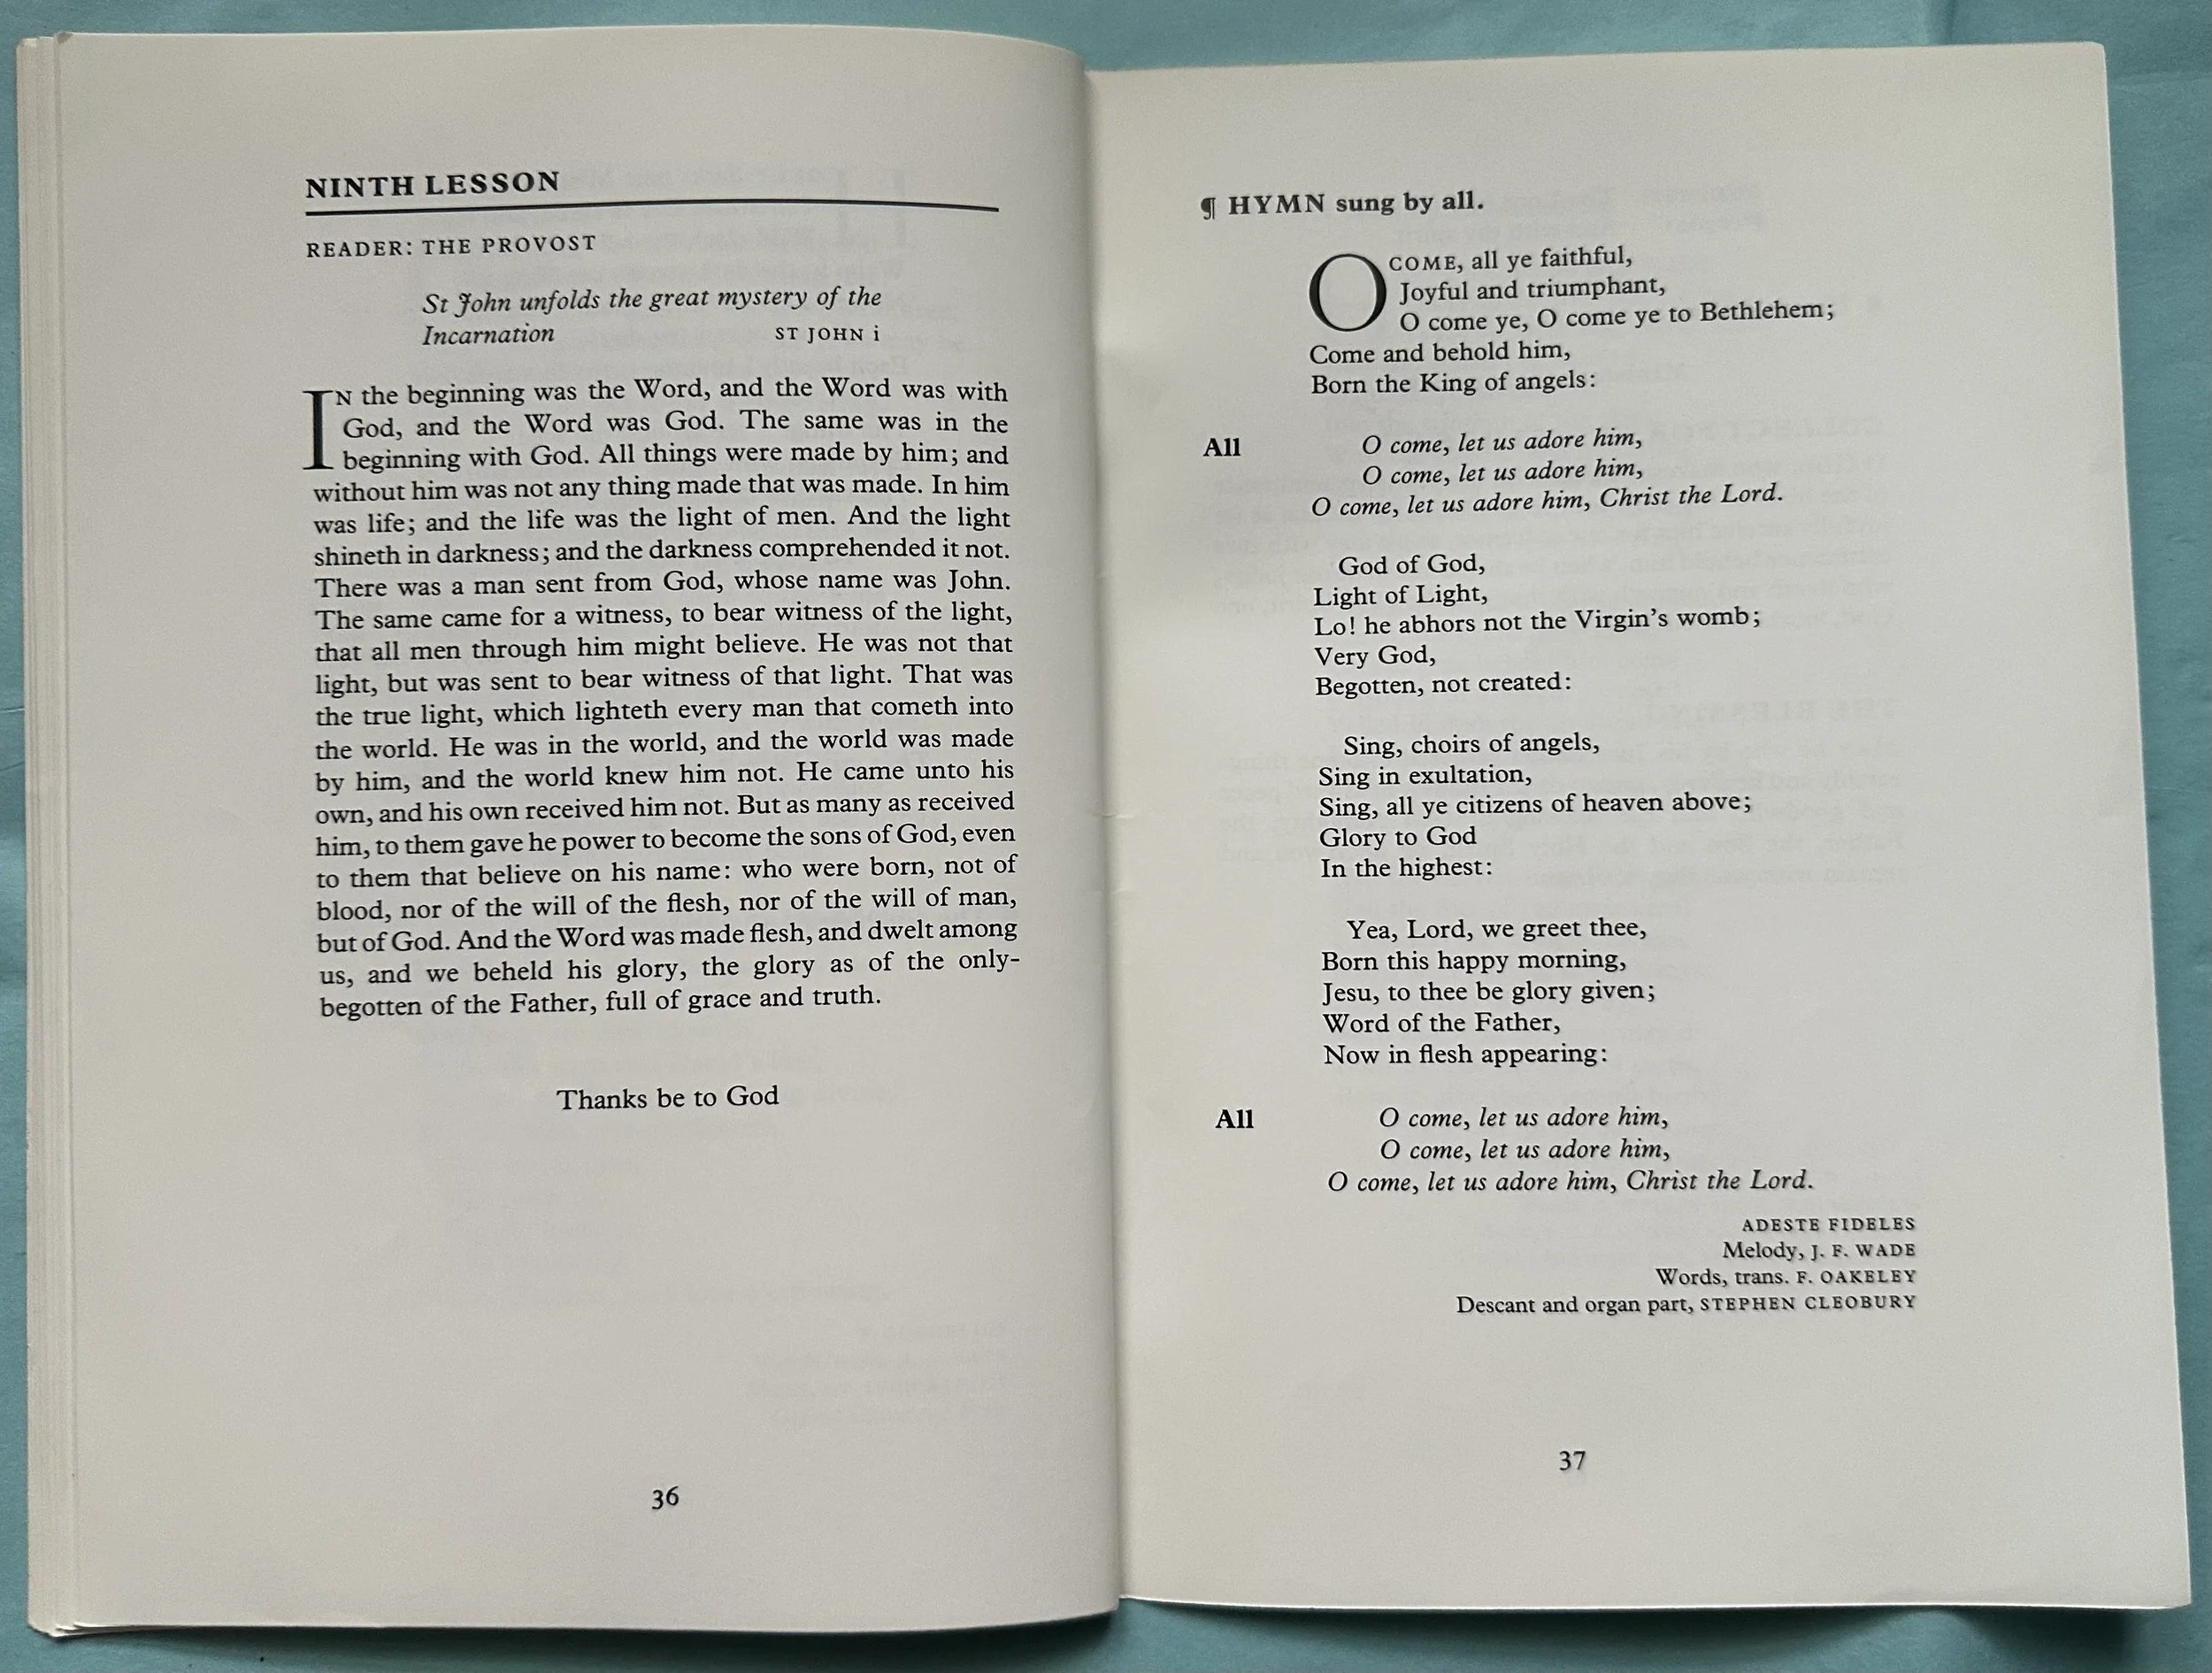 NINTH LESSON
READER: THE PROVOST
St John unfolds the great mystery of the
Incarnation ST JOHN i
IN the beginning was the Word, and the Word was with
God, and the Word was God. The same was in the
beginning with God. All things were made by him; and
without him was not any thing made that was made. In him
was life; and the life was the light of men. And the light
shineth in darkness; and the darkness comprehended it not.
There was a man sent from God, whose name was John.
The same came for a witness, to bear witness of the light,
that all men through him might believe. He was not that
light, but was sent to bear witness of that light. That was
the true light, which lighteth every man that cometh into
the world. He was in the world, and the world was made
by him, and the world knew him not. He came unto his
own, and his own received him not. But as many as received
him, to them gave he power to become the sons of God, even
to them that believe on his name: who were born, not of
blood, nor of the will of the flesh, nor of the will of man,
but of God. And the Word was made flesh, and dwelt among
us, and we beheld his glory, the glory as of the only-
begotten of the Father, full of grace and truth.
Thanks be to God
36
¶ HYMN sung by all.
O COME, all ye faithful,
Joyful and triumphant,
O come ye, O come ye to Bethlehem;
Come and behold him,
Born the King of angels:
All O come, let us adore him,
O come, let us adore him,
O come, let us adore him, Christ the Lord.
God of God,
Light of Light,
Lo! he abhors not the Virgin's womb;
Very God,
Begotten, not created:
Sing, choirs of angels,
Sing in exultation,
Sing, all ye citizens of heaven above;
Glory to God
In the highest:
Yea, Lord, we greet thee,
Born this happy morning,
Jesu, to thee be glory given;
Word of the Father,
Now in flesh appearing:
All O come, let us adore him,
O come, let us adore him,
O come, let us adore him, Christ the Lord.
ADESTE FIDELES
Melody, J. F. WADE
Words, trans. F. OAKELEY
Descant and organ part, STEPHEN CLEOBURY
37